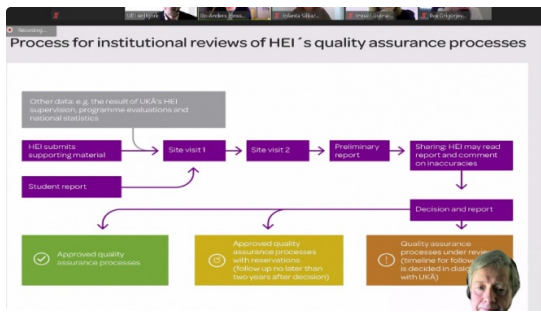 Recording...
Process for institutional reviews of HEI´s quality assurance processes
Other data: e.g. the result of UKÄ's HEI
supervision, programme evaluations and
national statistics
HEI submits
supporting material
Site visit 1
Site visit 2
Preliminary
report
Sharing: HEI may read
report and comment
on inaccuracies
Student report
Decision and report
Approved quality
assurance processes
Approved quality
assurance processes
with reservations
(follow up no later than
two years after decision)
Quality assurance
processes under
(timeline for follow
is decided in
with UKÄ)